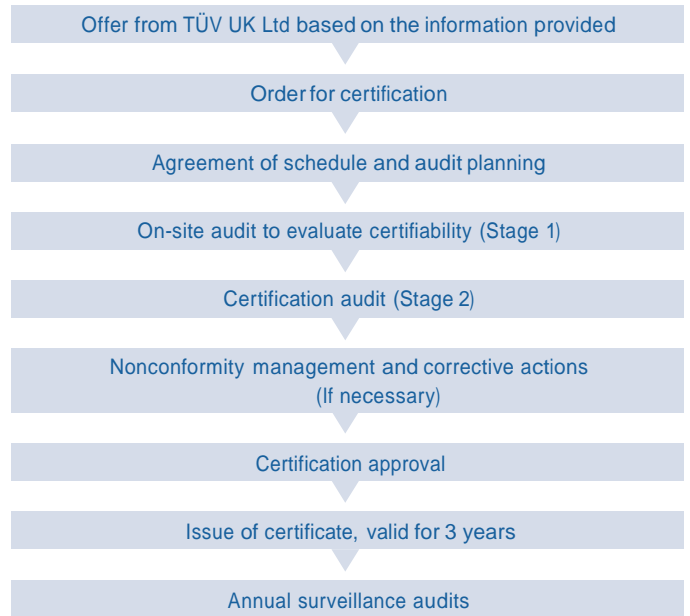 Offer from TÜV UK Ltd based on the information provided
Order for certification
Agreement of schedule and audit planning
On-site audit to evaluate certifiability (Stage 1)
Certification audit (Stage 2)
Nonconformity management and corrective actions
(If necessary)
Certification approval
Issue of certificate, valid for 3 years
Annual surveillance audits